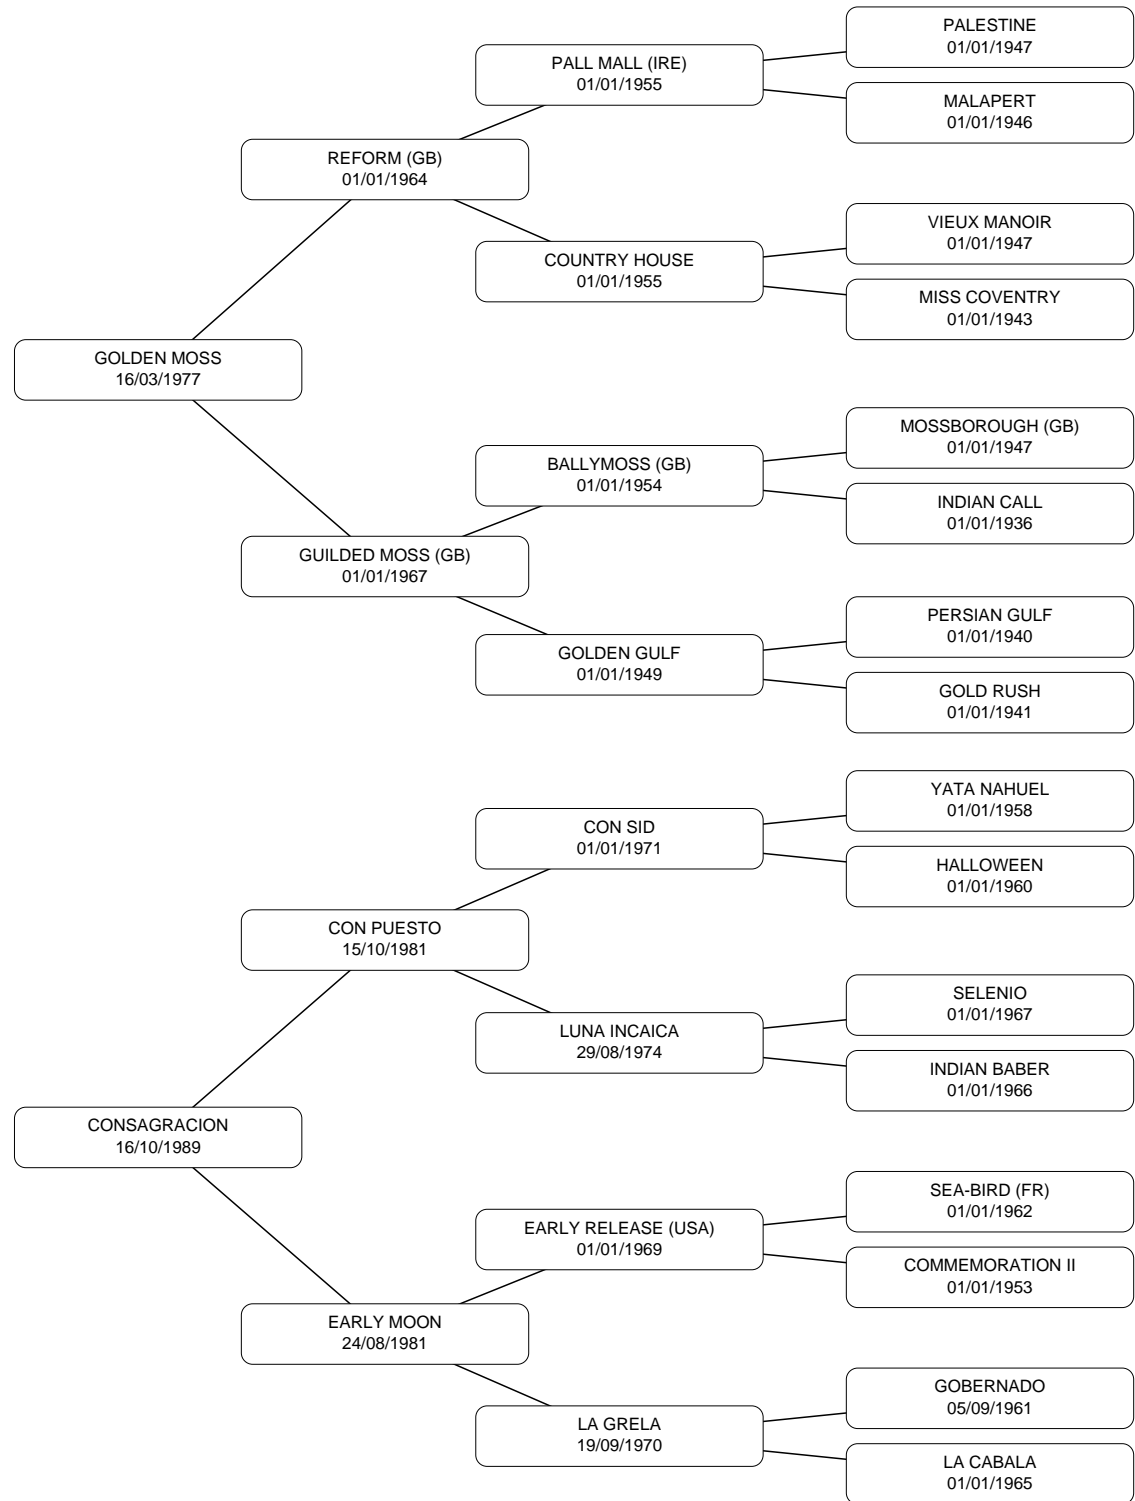 PALESTINE
01/01/1947
PALL MALL (IRE)
01/01/1955
MALAPERT
01/01/1946
REFORM (GB)
01/01/1964
VIEUX MANOIR
01/01/1947
COUNTRY HOUSE
01/01/1955
MISS COVENTRY
01/01/1943
GOLDEN MOSS
16/03/1977
MOSSBOROUGH (GB)
01/01/1947
BALLYMOSS (GB)
01/01/1954
INDIAN CALL
01/01/1936
GUILDED MOSS (GB)
01/01/1967
PERSIAN GULF
01/01/1940
GOLDEN GULF
01/01/1949
GOLD RUSH
01/01/1941
YATA NAHUEL
01/01/1958
CON SID
01/01/1971
HALLOWEEN
01/01/1960
CON PUESTO
15/10/1981
SELENIO
01/01/1967
LUNA INCAICA
29/08/1974
INDIAN BABER
01/01/1966
CONSAGRACION
16/10/1989
SEA-BIRD (FR)
01/01/1962
EARLY RELEASE (USA)
01/01/1969
COMMEMORATION II
01/01/1953
EARLY MOON
24/08/1981
GOBERNADO
05/09/1961
LA GRELA
19/09/1970
LA CABALA
01/01/1965